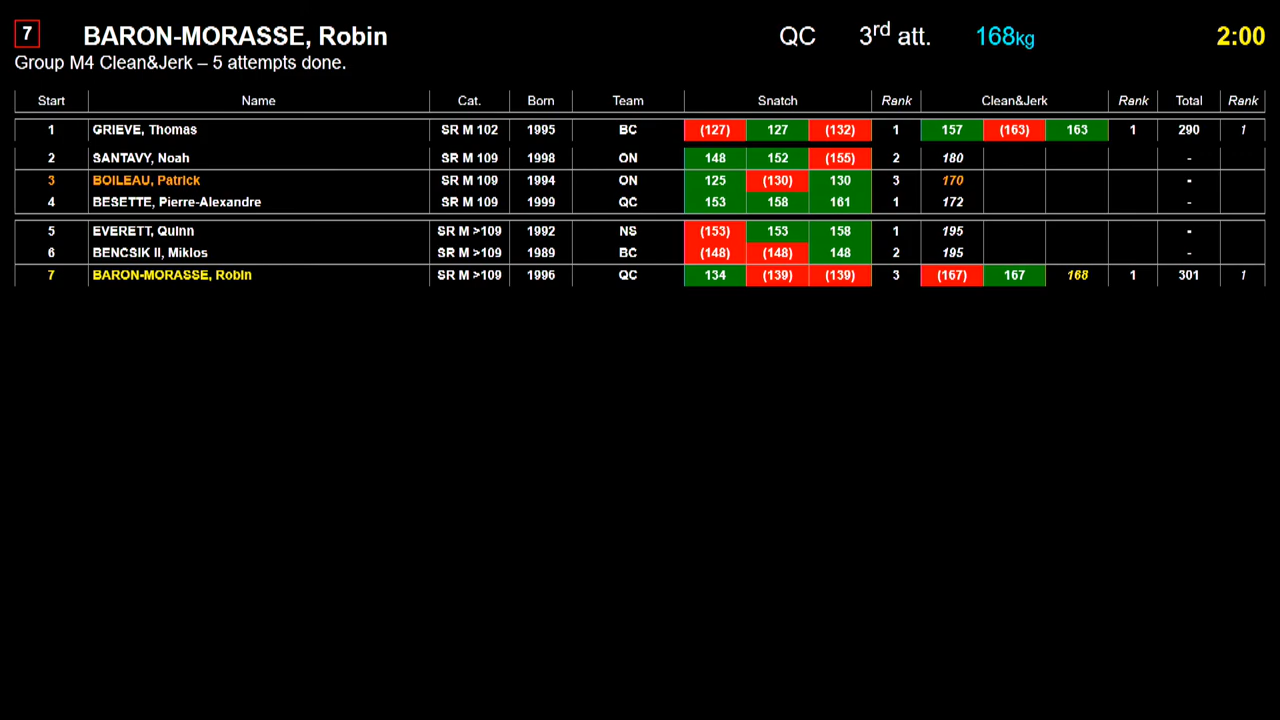 7 BARON-MORASSE, Robin QC 3rd att. 168kg 2:00
Group M4 Clean&Jerk – 5 attempts done.
Start Name Cat. Born Team Snatch Rank Clean&Jerk Rank Total Rank
1 GRIEVE, Thomas SR M 102 1995 BC (127) 127 (132) 1 157 (163) 163 1 290 1
2 SANTAVY, Noah SR M 109 1998 ON 148 152 (155) 2 180 -
3 BOILEAU, Patrick SR M 109 1994 ON 125 (130) 130 3 170 -
4 BESETTE, Pierre-Alexandre SR M 109 1999 QC 153 158 161 1 172 -
5 EVERETT, Quinn SR M >109 1992 NS (153) 153 158 1 195 -
6 BENCSIK II, Miklos SR M >109 1989 BC (148) (148) 148 2 195 -
7 BARON-MORASSE, Robin SR M >109 1996 QC 134 (139) (139) 3 (167) 167 168 1 301 1